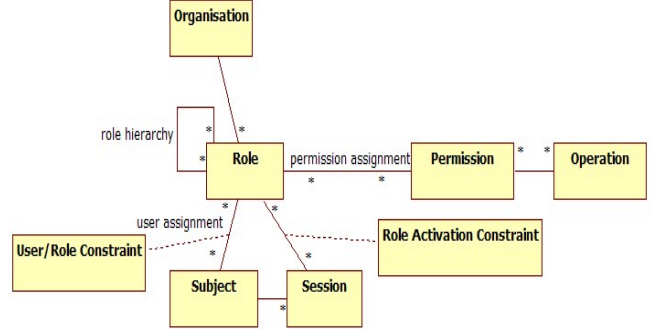 Organisation
*
role hierarchy
*
*
Role
permission assignment
*
*
Permission
*
*
Operation
*
*
user assignment
User/Role Constraint
Role Activation Constraint
*
*
Subject
*
Session